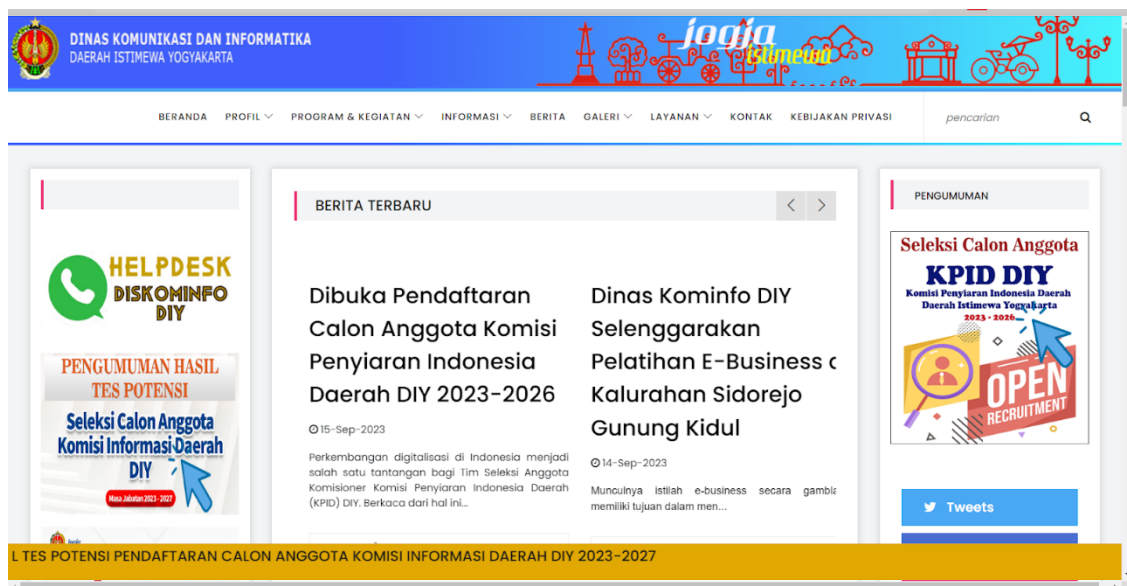 DINAS KOMUNIKASI DAN INFORMATIKA
DAERAH ISTIMEWA YOGYAKARTA
jogja
istimewa
BERANDA PROFIL PROGRAM & KEGIATAN INFORMASI BERITA GALERI LAYANAN KONTAK KEBIJAKAN PRIVASI pencarian
HELPDESK
DISKOMINFO
DIY
PENGUMUMAN HASIL
TES POTENSI
Seleksi Calon Anggota
Komisi Informasi Daerah
DIY
Masa Jabatan 2023 - 2027
BERITA TERBARU
Dibuka Pendaftaran
Calon Anggota Komisi
Penyiaran Indonesia
Daerah DIY 2023-2026
15-Sep-2023
Perkembangan digitalisasi di Indonesia menjadi
salah satu tantangan bagi Tim Seleksi Anggota
Komisioner Komisi Penyiaran Indonesia Daerah
(KPID) DIY. Berkaca dari hal ini...
Dinas Kominfo DIY
Selenggarakan
Pelatihan E-Business
Kalurahan Sidorejo
Gunung Kidul
14-Sep-2023
Munculnya istilah e-business secara
memiliki tujuan dalam men...
PENGUMUMAN
Seleksi Calon Anggota
KPID DIY
Komisi Penyiaran Indonesia Daerah
Daerah Istimewa Yogyakarta
2023 - 2026
OPEN
RECRUITMENT
Tweets
L TES POTENSI PENDAFTARAN CALON ANGGOTA KOMISI INFORMASI DAERAH DIY 2023-2027